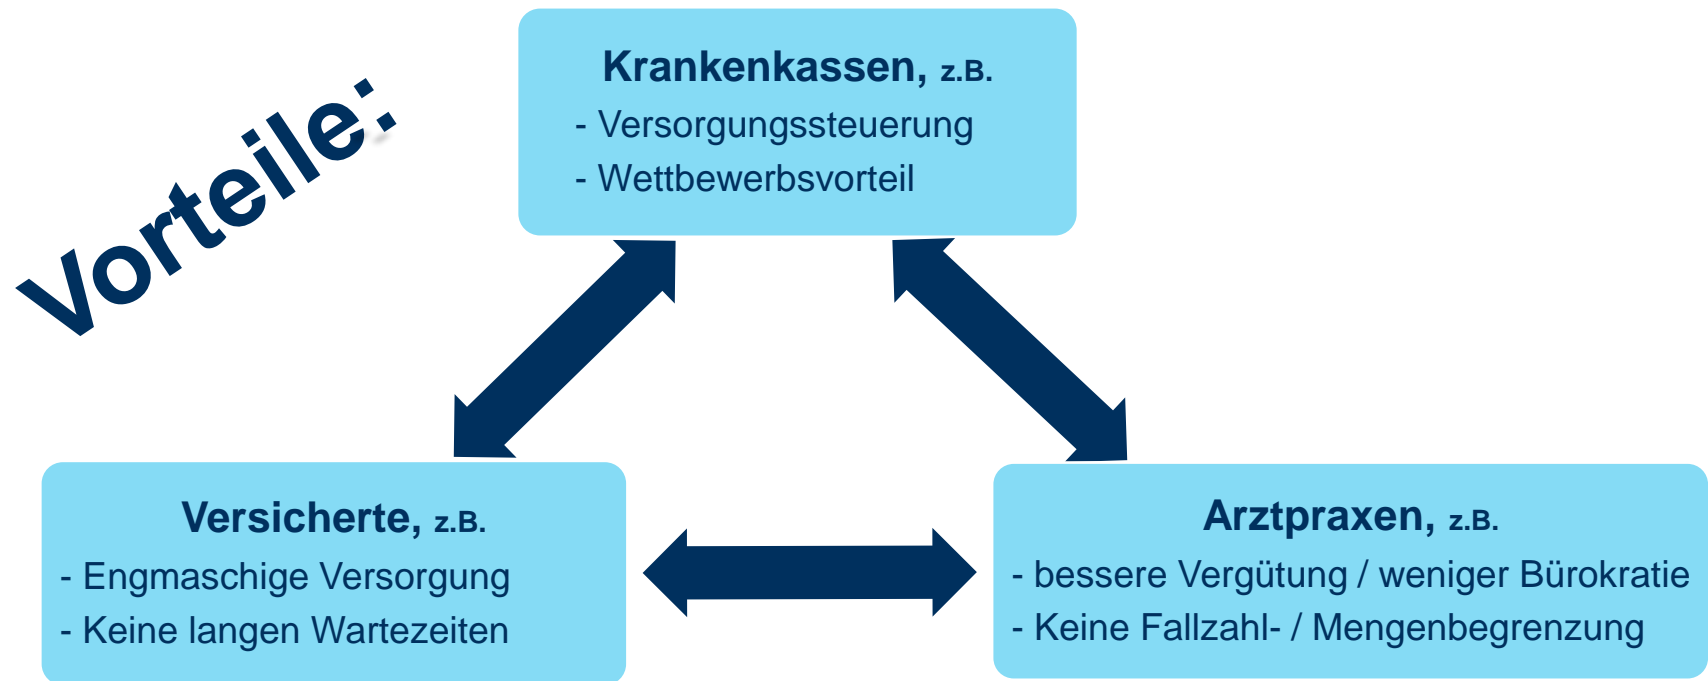 Vorteile:
Krankenkassen, z.B.
- Versorgungssteuerung
- Wettbewerbsvorteil
Versicherte, z.B.
- Engmaschige Versorgung
- Keine langen Wartezeiten
Arztpraxen, z.B.
- bessere Vergütung / weniger Bürokratie
- Keine Fallzahl- / Mengenbegrenzung